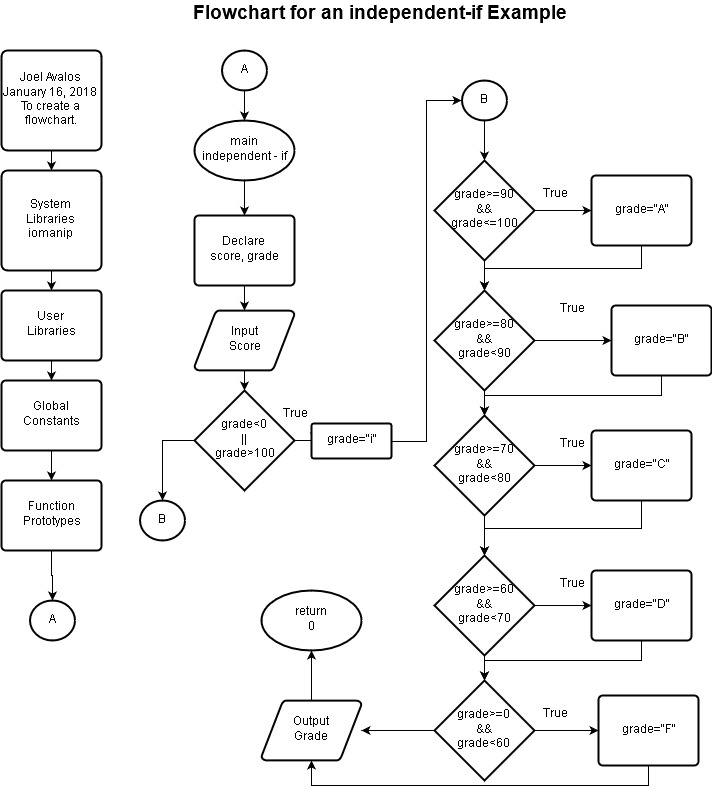 Flowchart for an independent-if Example
Joel Avalos
January 16, 2018
To create a
flowchart.
System
Libraries
iomanip
User
Libraries
Global
Constants
Function
Prototypes
A
A
main
independent - if
Declare
score, grade
Input
Score
grade<0
||
grade>100
True
grade="i"
B
B
grade>=90
&&
grade<=100
True
grade="A"
grade>=80
&&
grade<90
True
grade="B"
grade>=70
&&
grade<80
True
grade="C"
grade>=60
&&
grade<70
True
grade="D"
grade>=0
&&
grade<60
True
grade="F"
Output
Grade
return
0